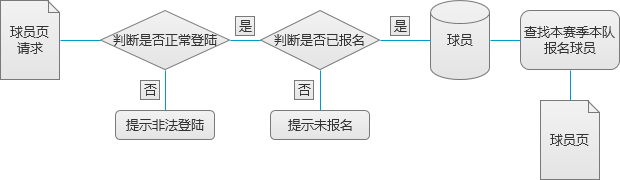 球员页
请求
判断是否正常登陆
是
判断是否已报名
是
球员
查找本赛季本队
报名球员
否
否
提示非法登陆
提示未报名
球员页